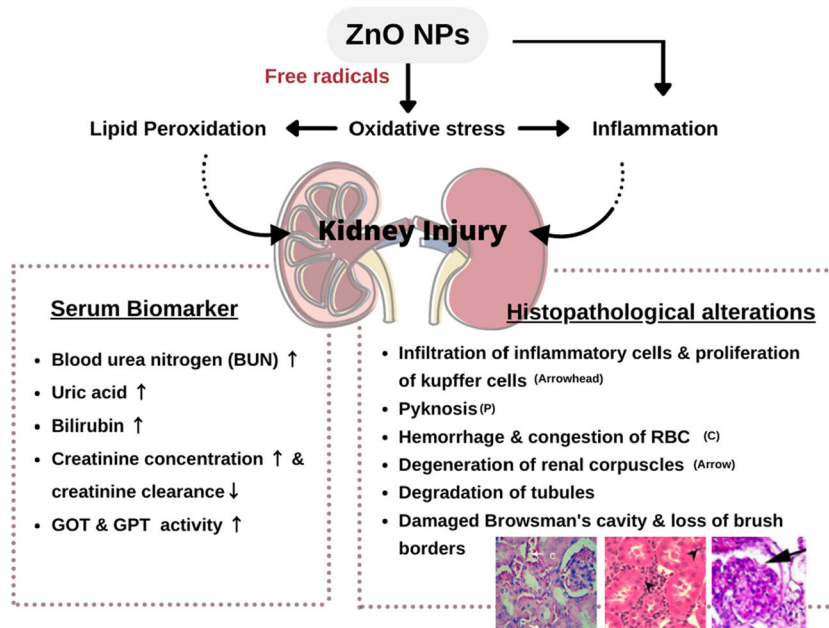 ZnO NPs
Free radicals
Lipid Peroxidation
Oxidative stress
Inflammation
Kidney Injury
Serum Biomarker
• Blood urea nitrogen (BUN) ↑
• Uric acid ↑
• Bilirubin ↑
• Creatinine concentration ↑ &
creatinine clearance ↓
• GOT & GPT activity ↑
Histopathological alterations
• Infiltration of inflammatory cells & proliferation
of kupffer cells (Arrowhead)
• Pyknosis (P)
• Hemorrhage & congestion of RBC (C)
• Degeneration of renal corpuscles (Arrow)
• Degradation of tubules
• Damaged Browsman's cavity & loss of brush
borders
C
P